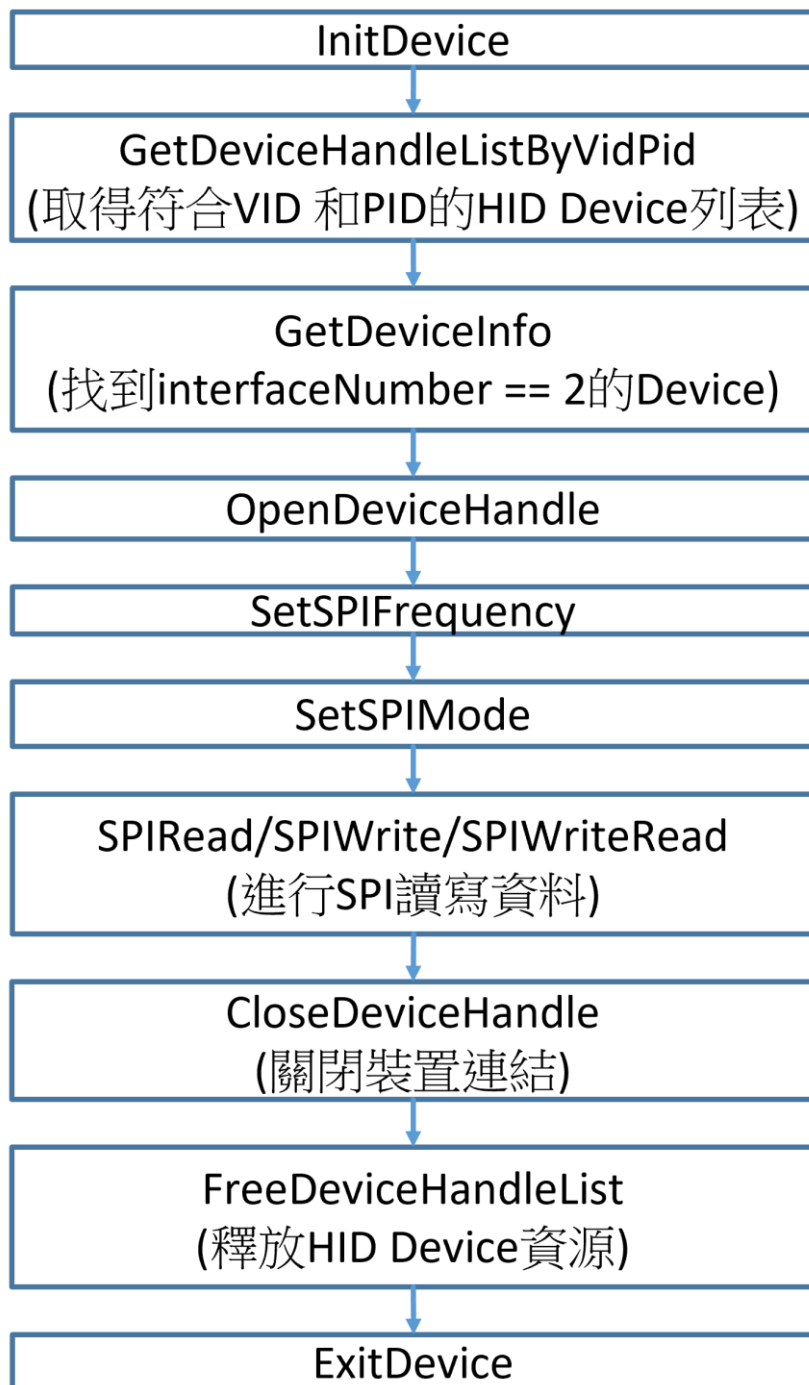 InitDevice
GetDeviceHandleListByVidPid
(取得符合VID 和PID的HID Device列表)
GetDeviceInfo
(找到interfaceNumber == 2的Device)
OpenDeviceHandle
SetSPIFrequency
SetSPIMode
SPIRead/SPIWrite/SPIWriteRead
(進行SPI讀寫資料)
CloseDeviceHandle
(關閉裝置連結)
FreeDeviceHandleList
(釋放HID Device資源)
ExitDevice